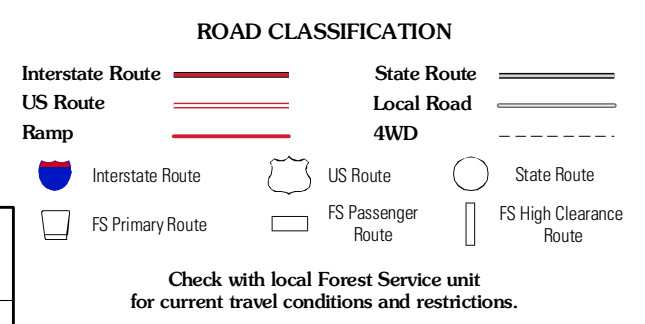 ROAD CLASSIFICATION
Interstate Route
State Route
US Route
Local Road
Ramp
4WD
Interstate Route
US Route
State Route
FS Primary Route
FS Passenger
Route
FS High Clearance
Route
Check with local Forest Service unit
for current travel conditions and restrictions.